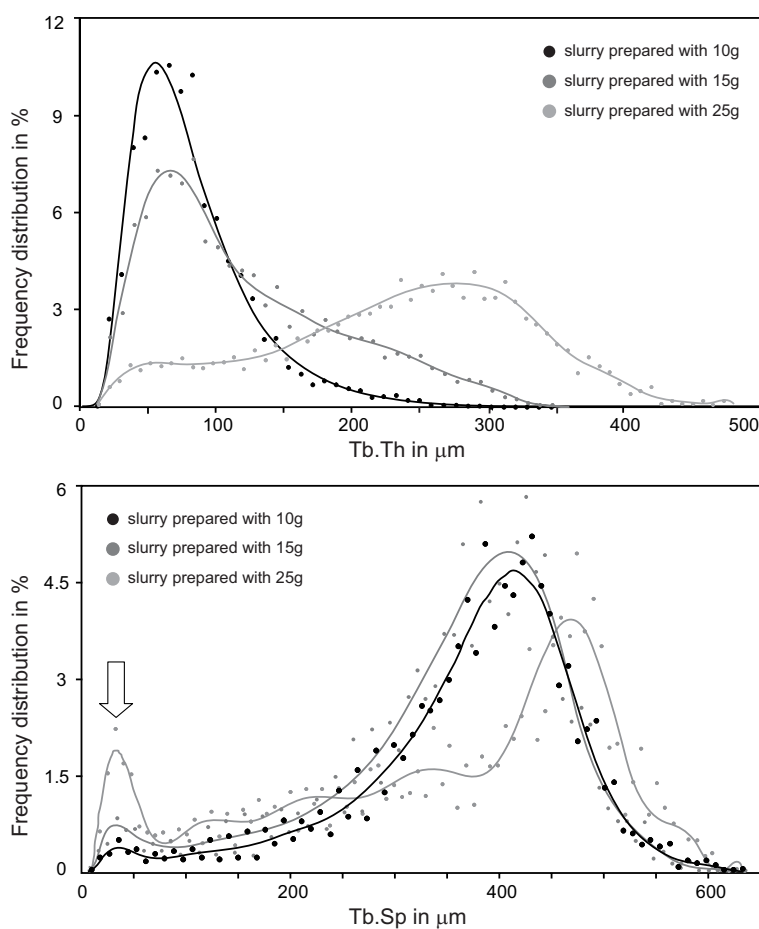 12
9
6
3
0
Frequency distribution in %
slurry prepared with 10g
slurry prepared with 15g
slurry prepared with 25g
0 100 200 300 400 500
Tb.Th in μm
6
4.5
3
1.5
0
Frequency distribution in %
slurry prepared with 10g
slurry prepared with 15g
slurry prepared with 25g
0 200 400 600
Tb.Sp in μm